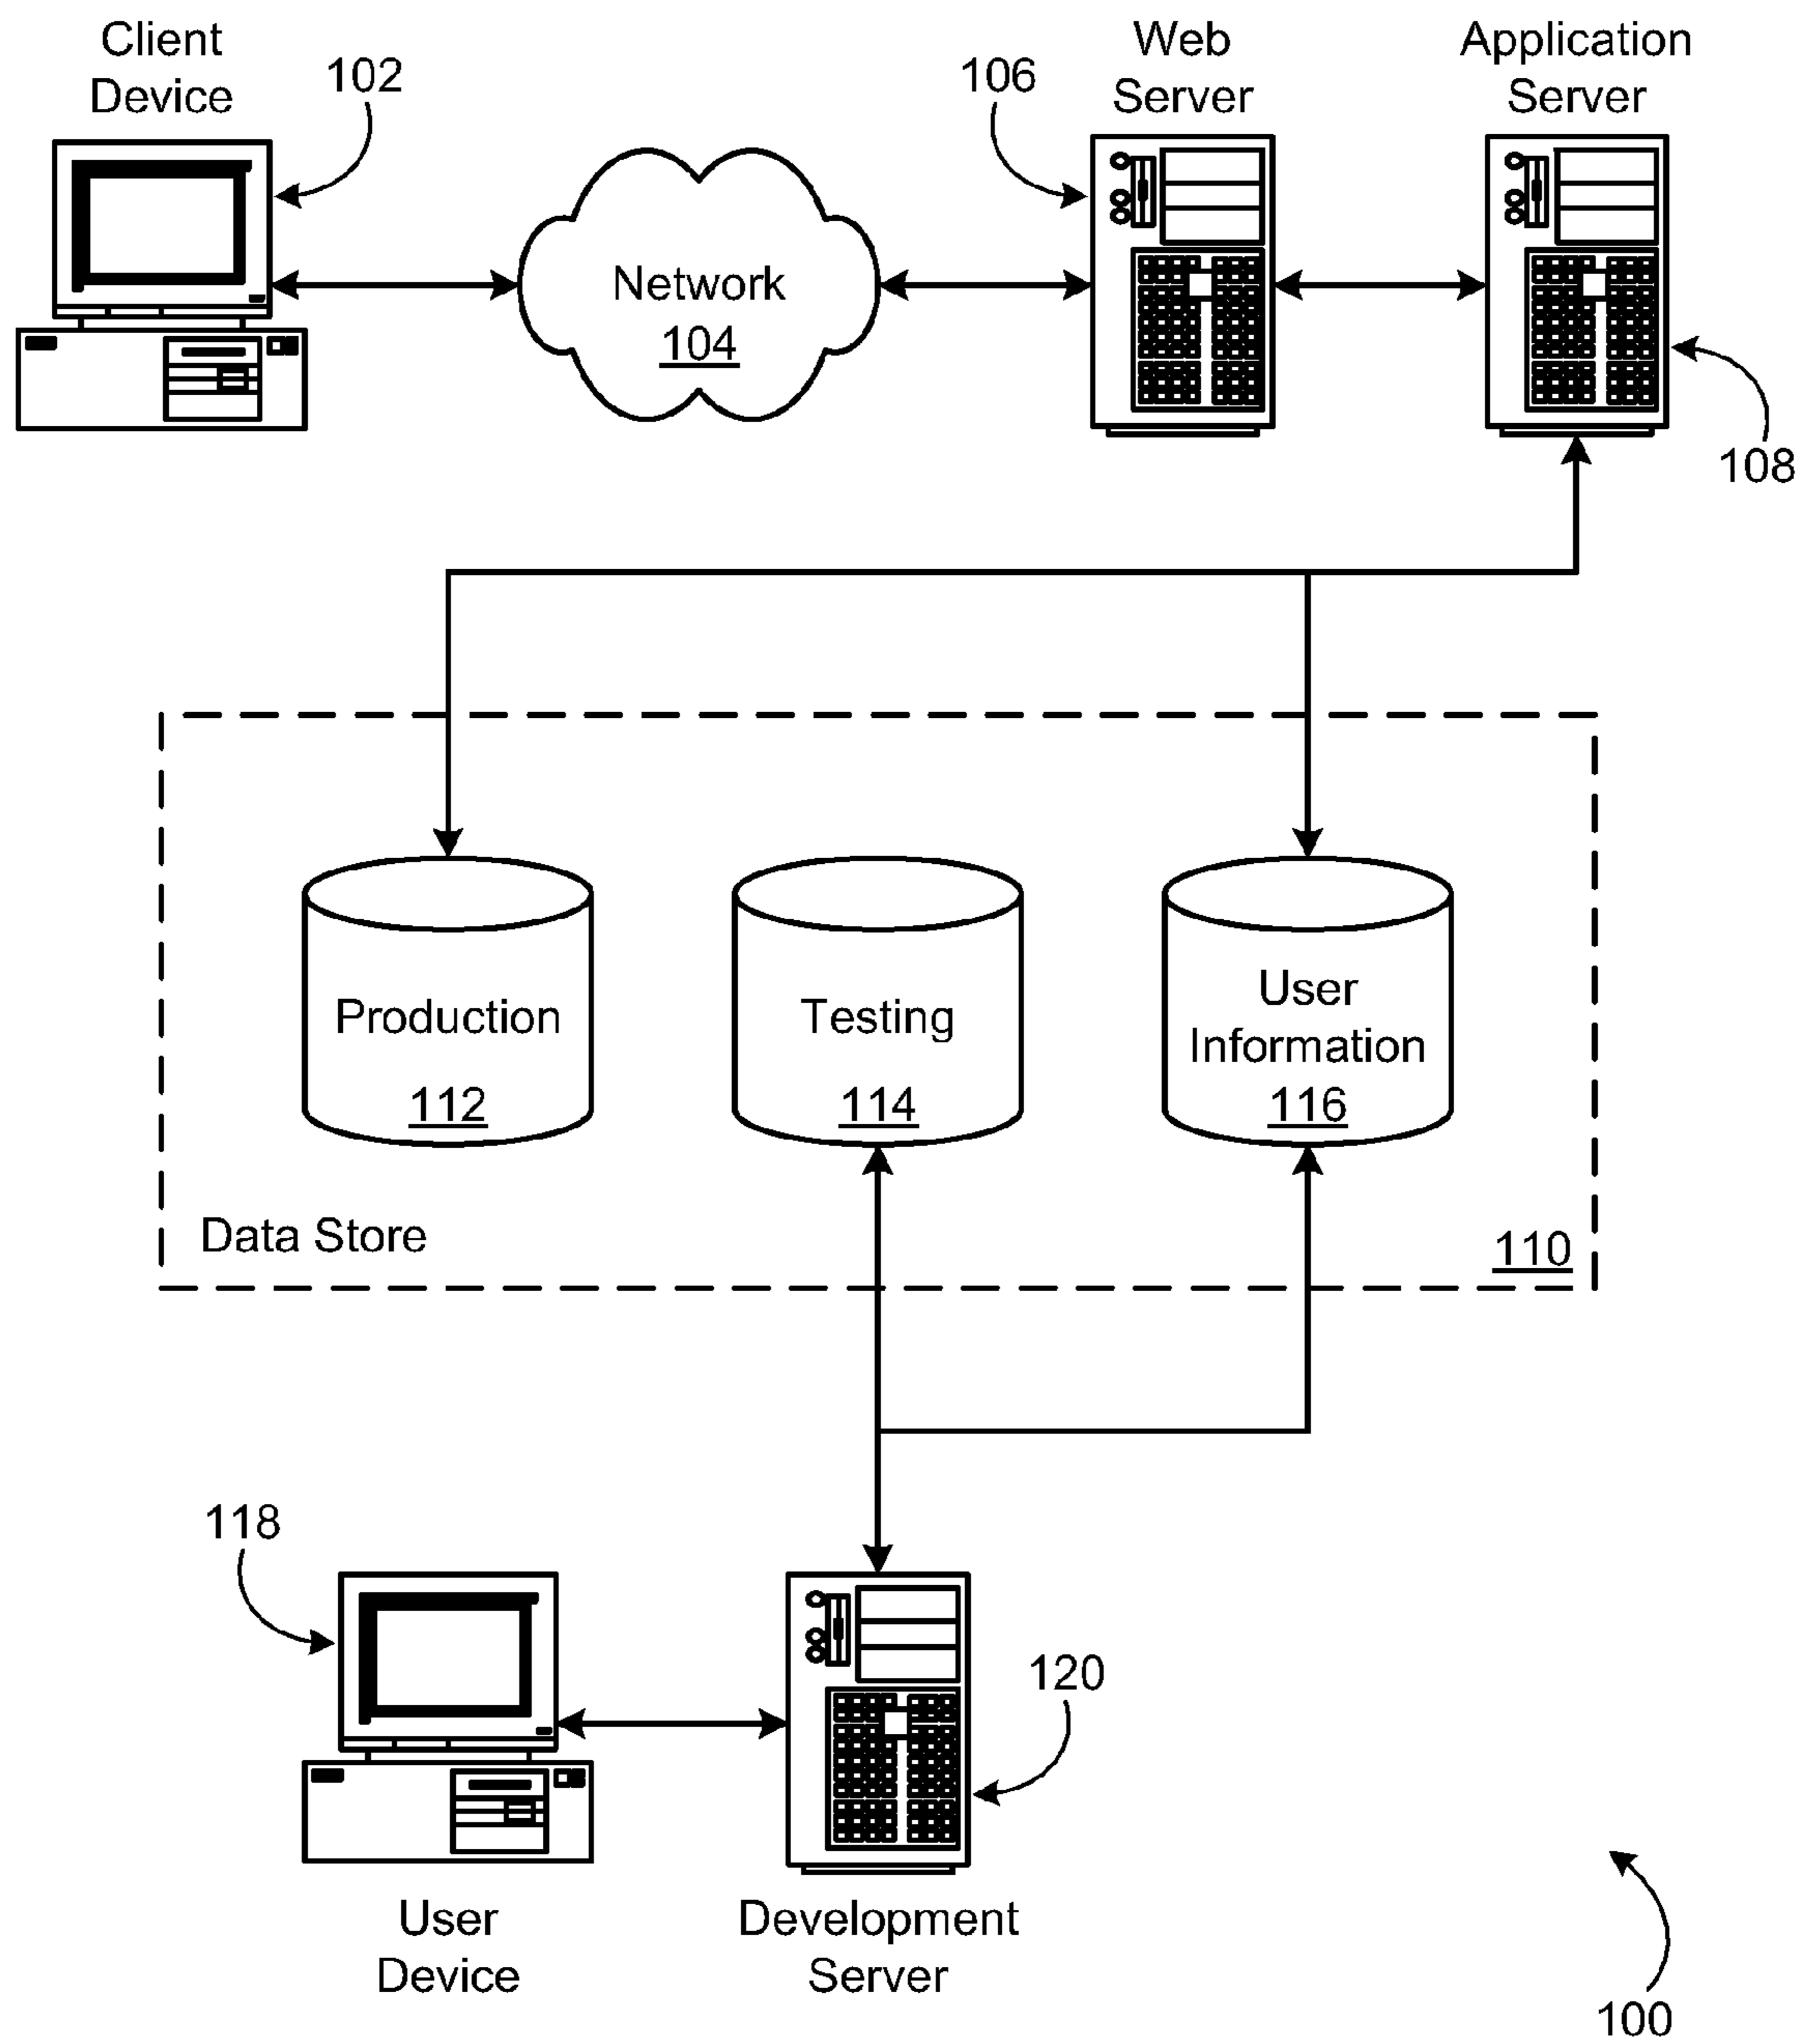 Client
Device
102
106
Web
Server
Application
Server
Network
104
108
Production
112
Testing
114
User
Information
116
Data Store
110
118
120
User
Device
Development
Server
100